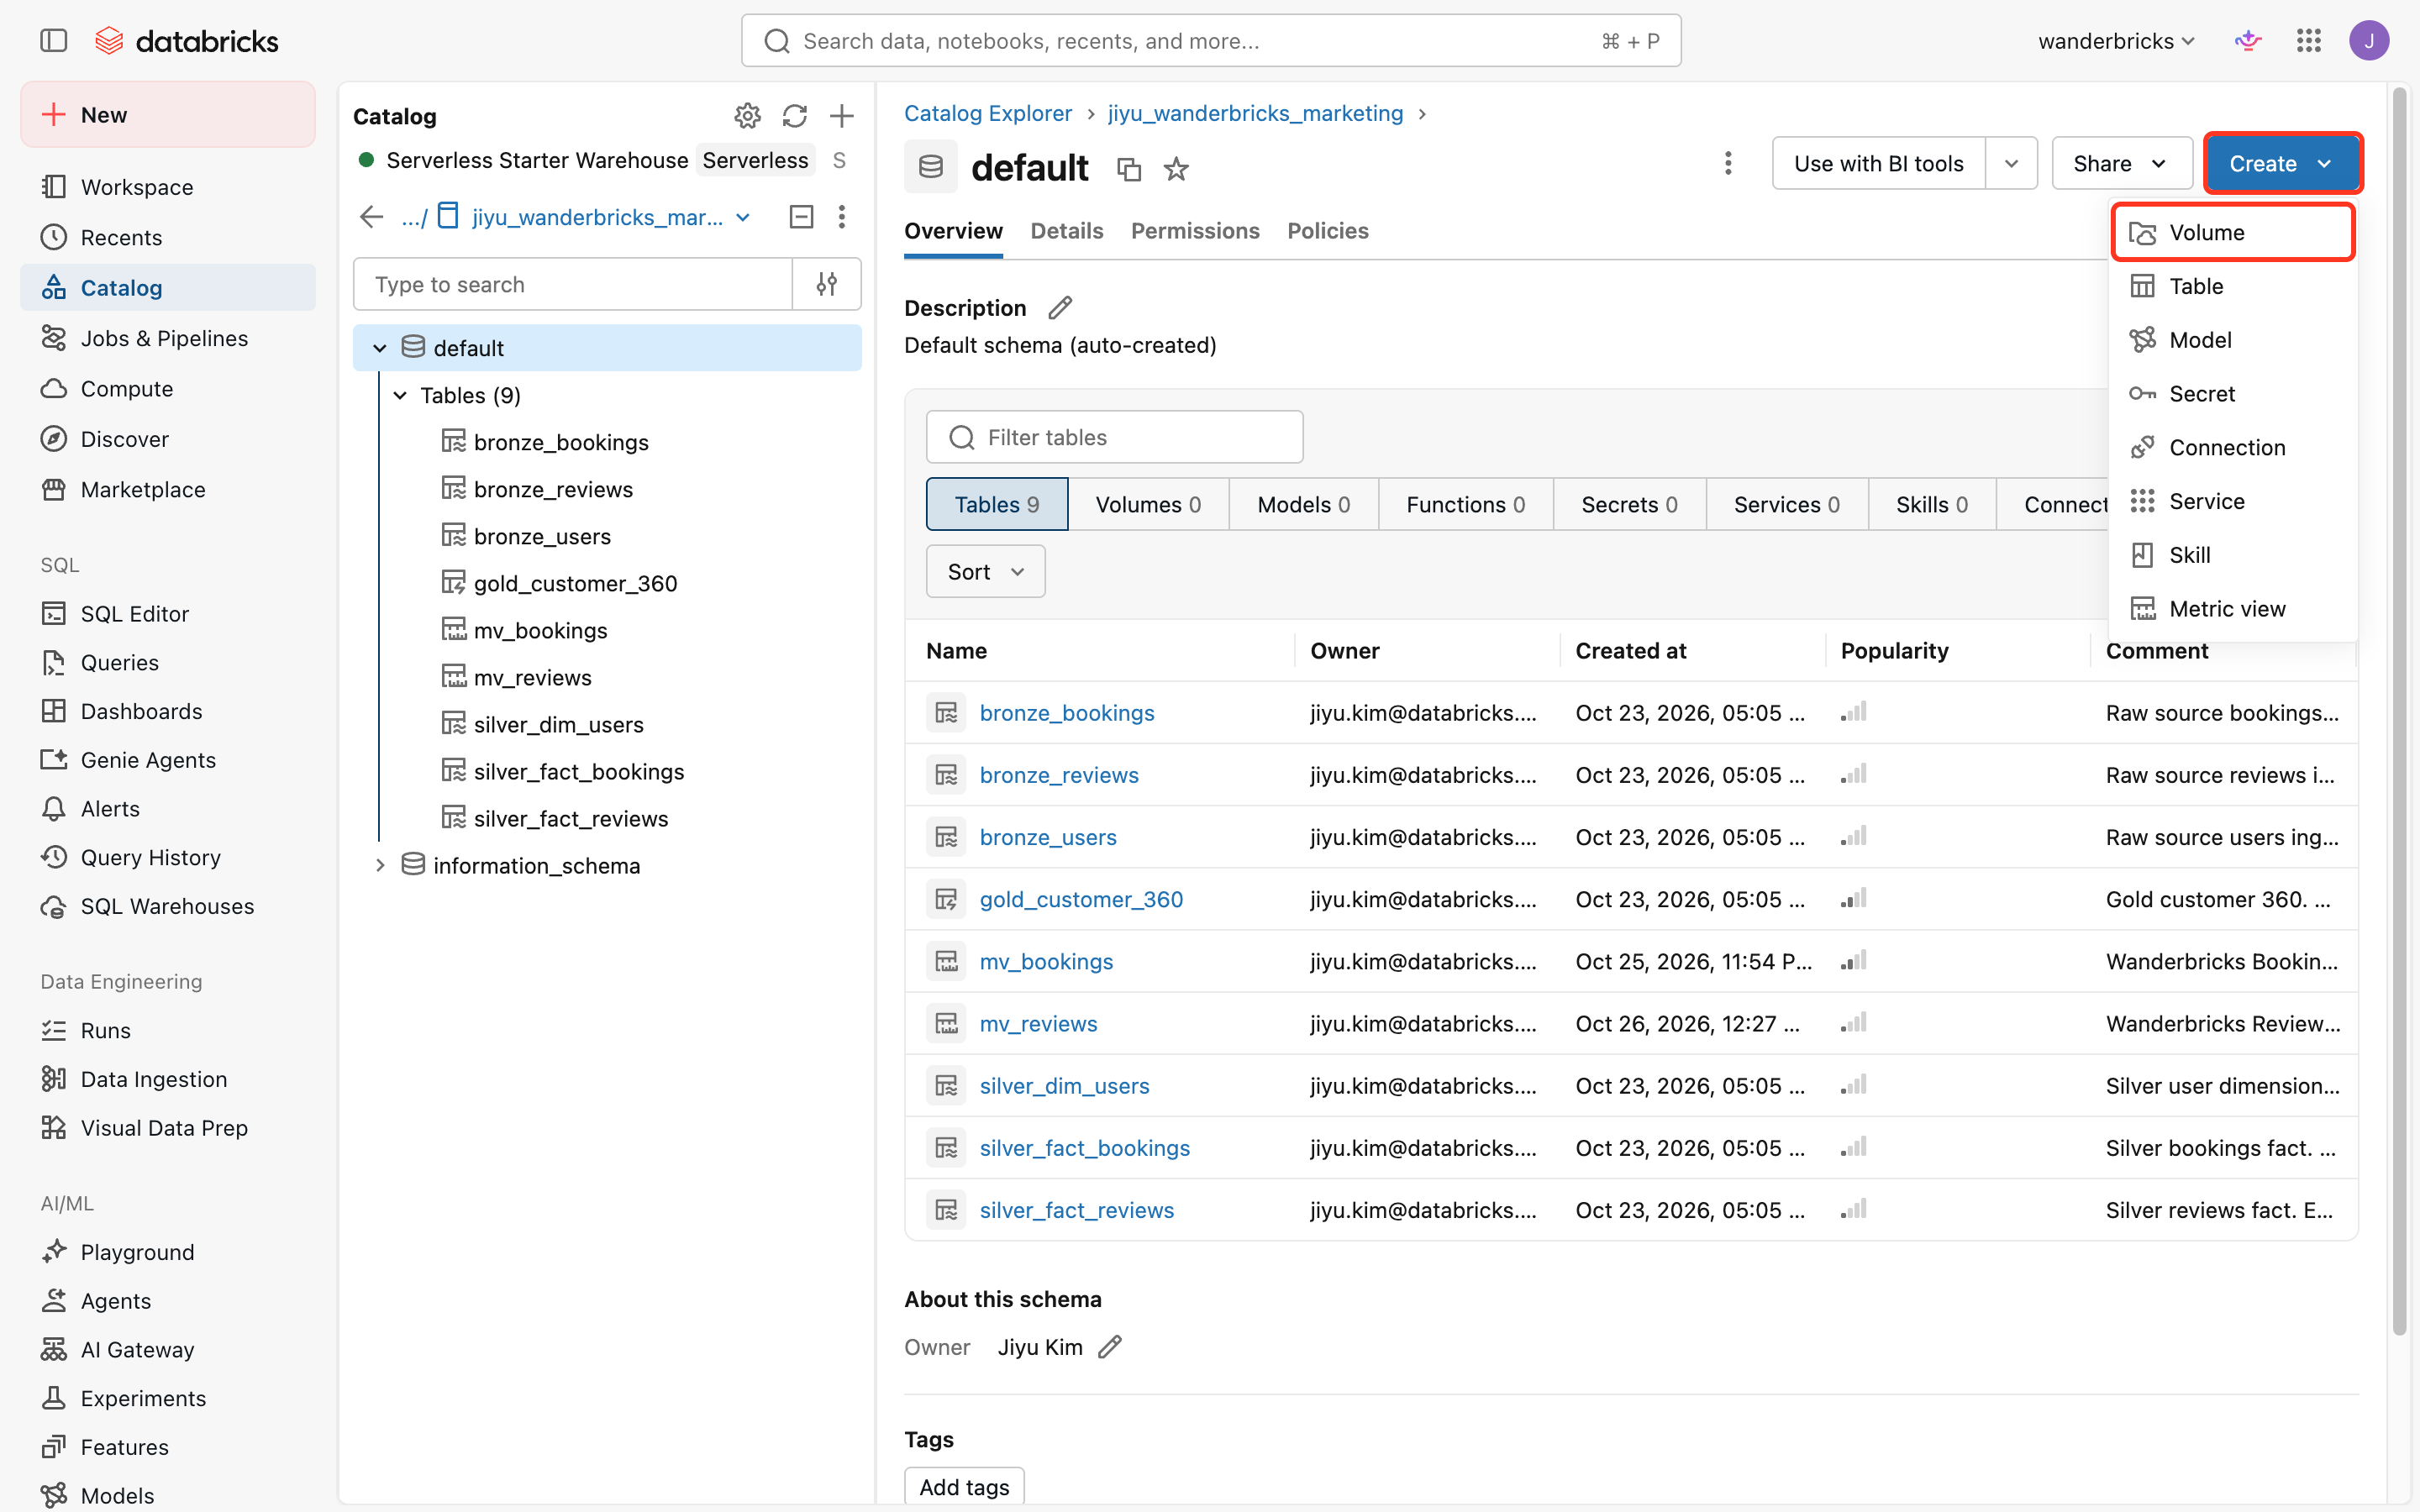 databricks
Search data, notebooks, recents, and more...
⌘ + P
wanderbricks
J
New
Workspace
Recents
Catalog
Jobs & Pipelines
Compute
Discover
Marketplace
SQL
SQL Editor
Queries
Dashboards
Genie Agents
Alerts
Query History
SQL Warehouses
Data Engineering
Runs
Data Ingestion
Visual Data Prep
AI/ML
Playground
Agents
AI Gateway
Experiments
Features
Models
Catalog
Serverless Starter Warehouse Serverless S
.../ jiyu_wanderbricks_mar...
Type to search
default
Tables (9)
bronze_bookings
bronze_reviews
bronze_users
gold_customer_360
mv_bookings
mv_reviews
silver_dim_users
silver_fact_bookings
silver_fact_reviews
information_schema
Catalog Explorer › jiyu_wanderbricks_marketing ›
default
Use with BI tools
Share
Create
Volume
Table
Model
Secret
Connection
Service
Skill
Metric view
Overview Details Permissions Policies
Description
Default schema (auto-created)
Filter tables
Tables 9 Volumes 0 Models 0 Functions 0 Secrets 0 Services 0 Skills 0 Connect
Sort
Name Owner Created at Popularity Comment
bronze_bookings jiyu.kim@databricks.... Oct 23, 2026, 05:05 ... Raw source bookings...
bronze_reviews jiyu.kim@databricks.... Oct 23, 2026, 05:05 ... Raw source reviews i...
bronze_users jiyu.kim@databricks.... Oct 23, 2026, 05:05 ... Raw source users ing...
gold_customer_360 jiyu.kim@databricks.... Oct 23, 2026, 05:05 ... Gold customer 360. ...
mv_bookings jiyu.kim@databricks.... Oct 25, 2026, 11:54 P... Wanderbricks Bookin...
mv_reviews jiyu.kim@databricks.... Oct 26, 2026, 12:27 ... Wanderbricks Review...
silver_dim_users jiyu.kim@databricks.... Oct 23, 2026, 05:05 ... Silver user dimension...
silver_fact_bookings jiyu.kim@databricks.... Oct 23, 2026, 05:05 ... Silver bookings fact. ...
silver_fact_reviews jiyu.kim@databricks.... Oct 23, 2026, 05:05 ... Silver reviews fact. E...
About this schema
Owner Jiyu Kim
Tags
Add tags